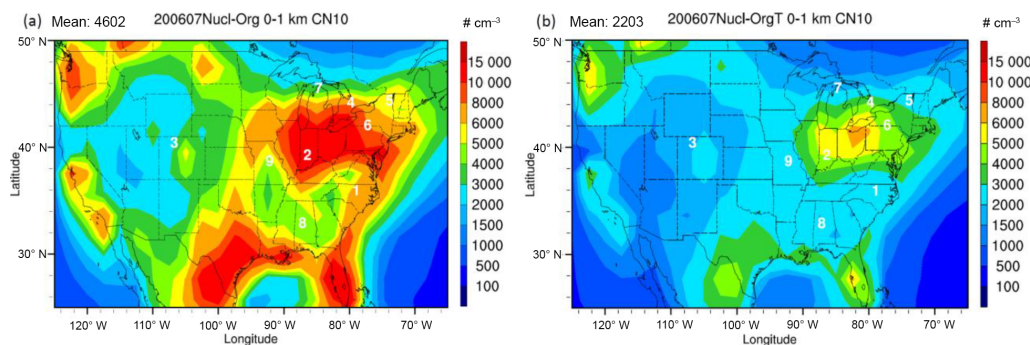 (a) Mean: 4602 200607Nucl-Org 0-1 km CN10 # cm⁻³
50° N
40° N
30° N
Latitude
7
4
5
6
3
2
9
1
8
120° W 110° W 100° W 90° W 80° W 70° W
Longitude
15 000
10 000
8000
6000
5000
4000
3000
2000
1000
500
100
(b) Mean: 2203 200607Nucl-OrgT 0-1 km CN10 # cm⁻³
50° N
40° N
30° N
Latitude
7
4
5
6
3
2
9
1
8
120° W 110° W 100° W 90° W 80° W 70° W
Longitude
15 000
10 000
8000
6000
5000
4000
3000
2000
1000
500
100